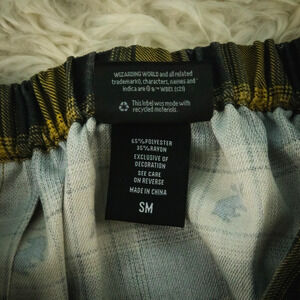 WIZARDING WORLD and all related
trademark, characters, names and
indicia are © & ™ WBEI. (s21)
This label was made with
recycled materials.
65% POLYESTER
35% RAYON
EXCLUSIVE OF
DECORATION
SEE CARE
ON REVERSE
MADE IN CHINA
SM